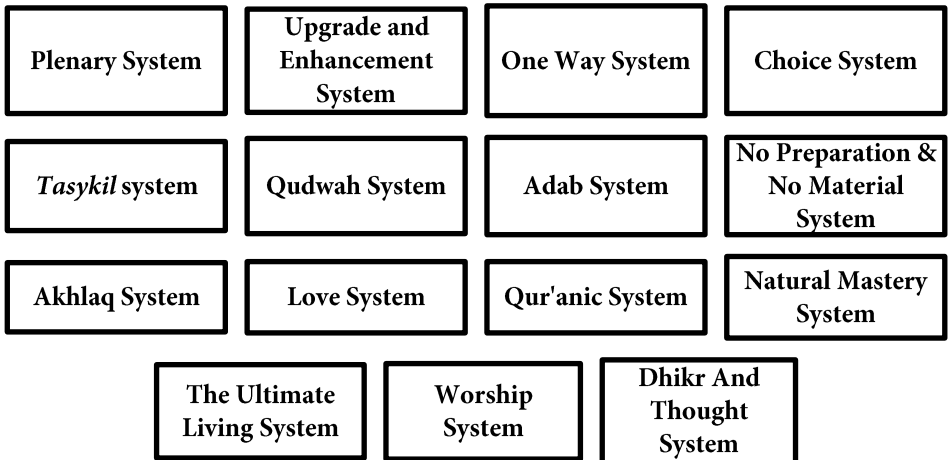 Plenary System
Upgrade and
Enhancement
System
One Way System
Choice System
Tasykil system
Qudwah System
Adab System
No Preparation &
No Material
System
Akhlaq System
Love System
Qur'anic System
Natural Mastery
System
The Ultimate
Living System
Worship
System
Dhikr And
Thought
System